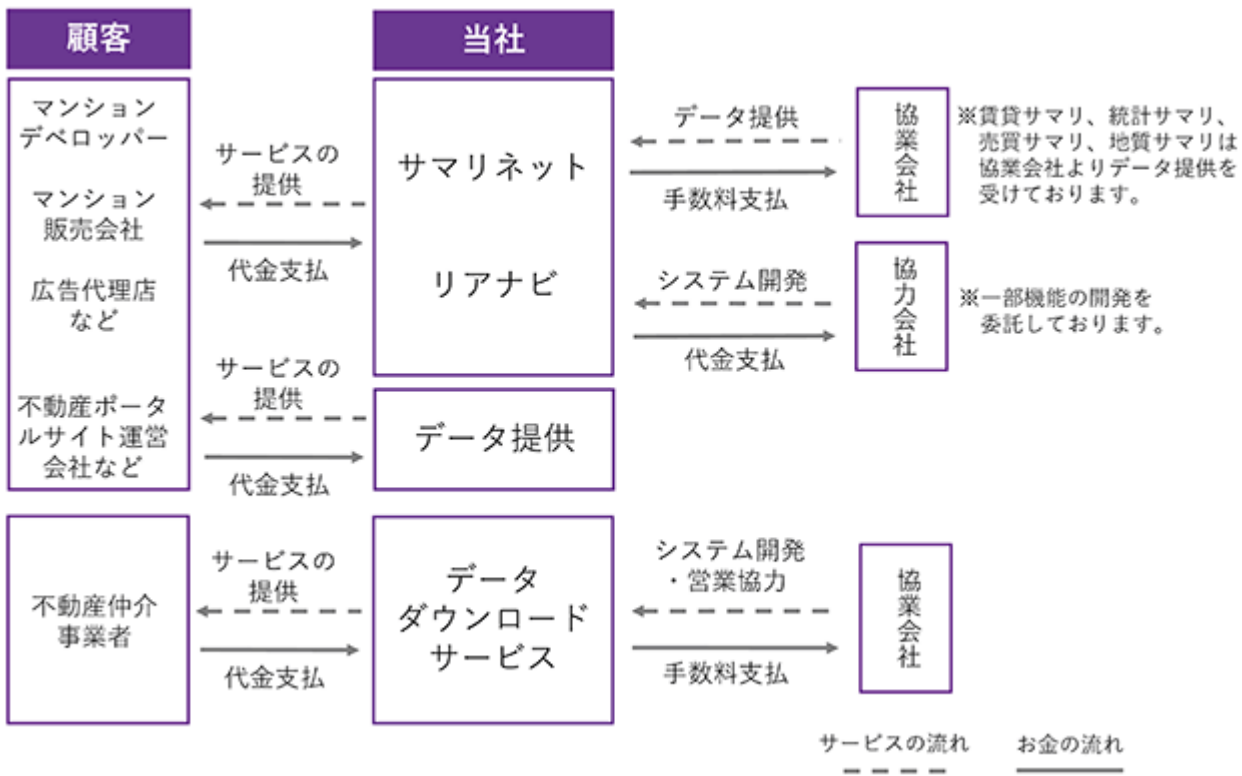 顧客
当社
マンション
デベロッパー
マンション
販売会社
広告代理店
など
不動産ポータ
ルサイト運営
会社など
サービスの
提供
代金支払
サービスの
提供
代金支払
サマリネット
リアナビ
データ提供
データ提供
手数料支払
協業会社
※賃貸サマリ、統計サマリ、
売買サマリ、地質サマリは
協業会社よりデータ提供を
受けております。
システム開発
代金支払
協力会社
※一部機能の開発を
委託しております。
不動産仲介
事業者
サービスの
提供
代金支払
データ
ダウンロード
サービス
システム開発
・営業協力
手数料支払
協業会社
サービスの流れ
お金の流れ